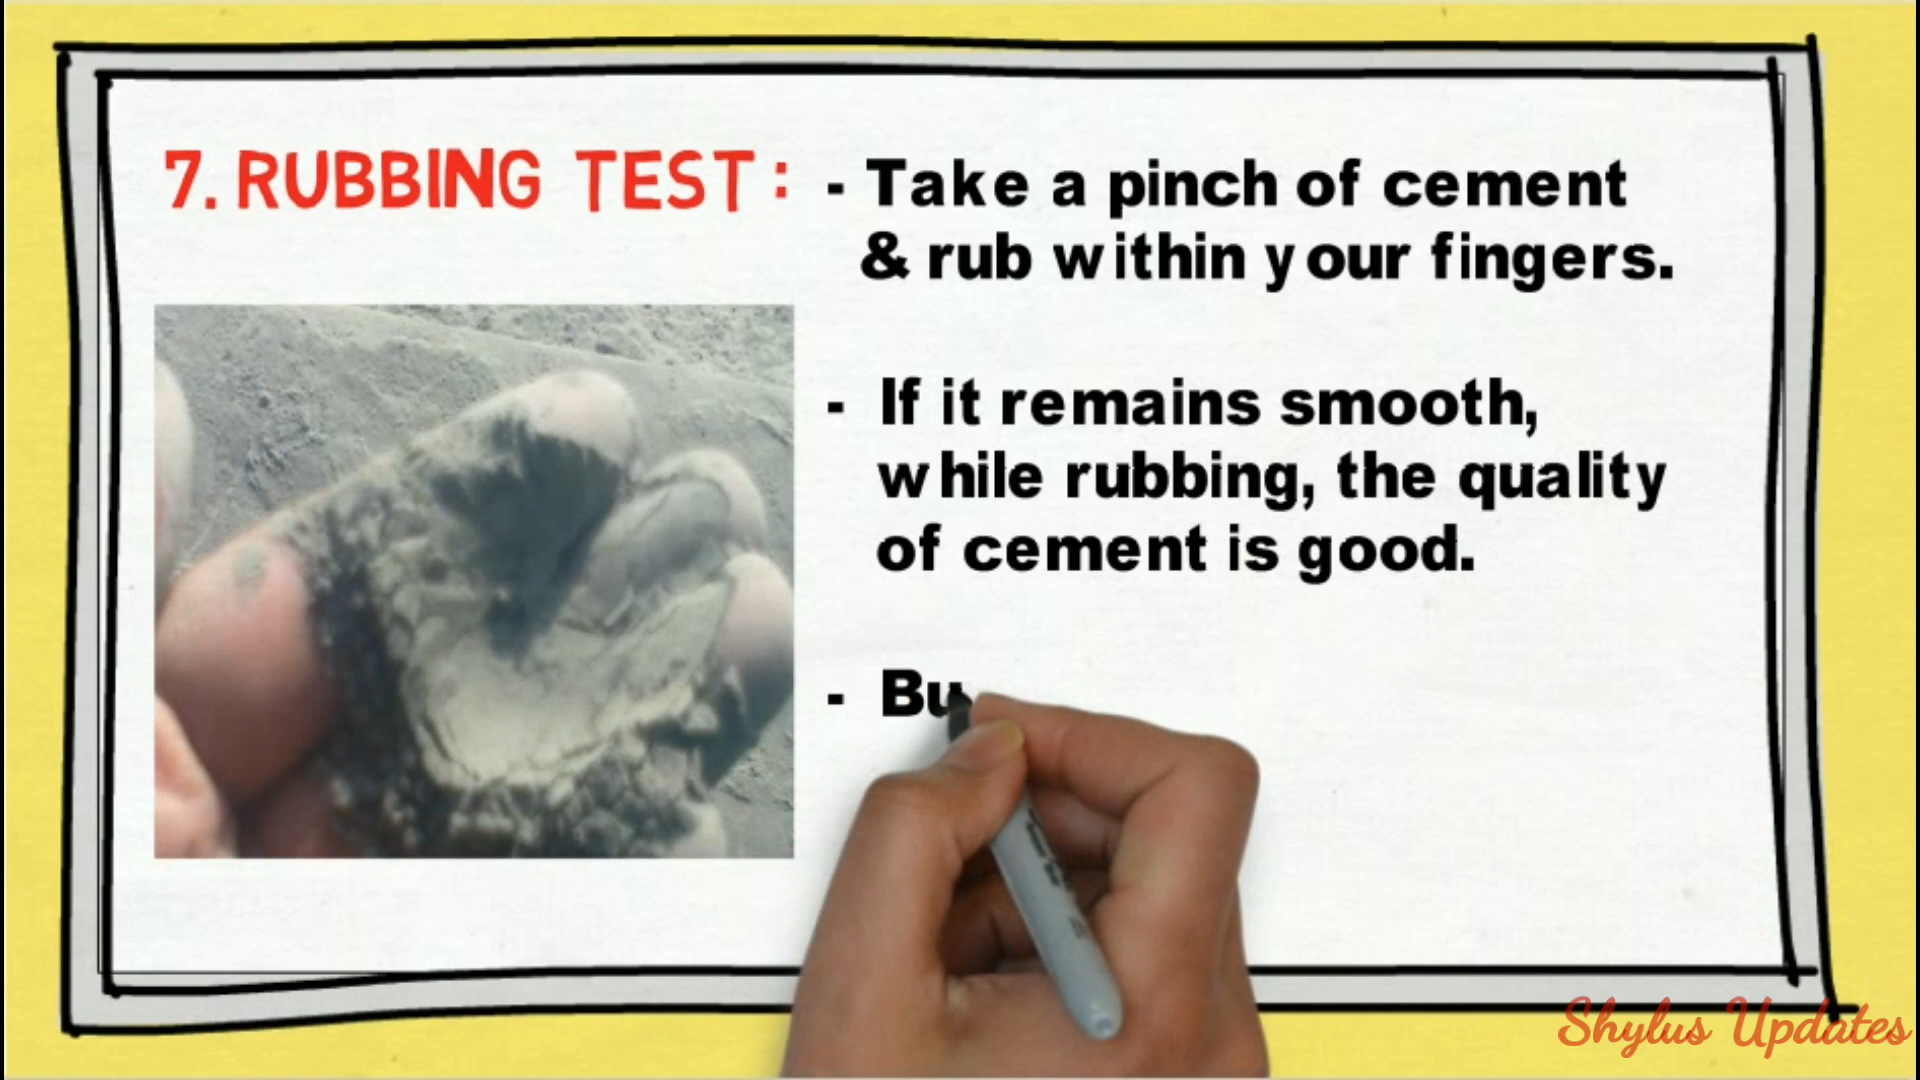 7. RUBBING TEST:
- Take a pinch of cement
& rub within your fingers.
- If it remains smooth,
while rubbing, the quality
of cement is good.
- Bu
Shylus Updates